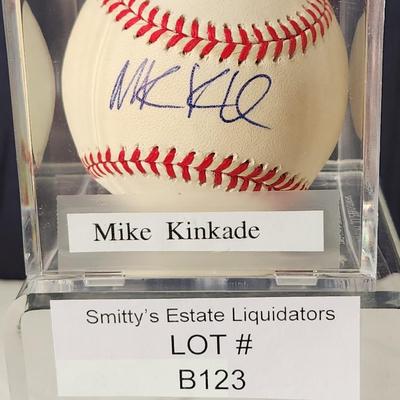 Mike Kinkade
Smitty's Estate Liquidators
LOT #
B123